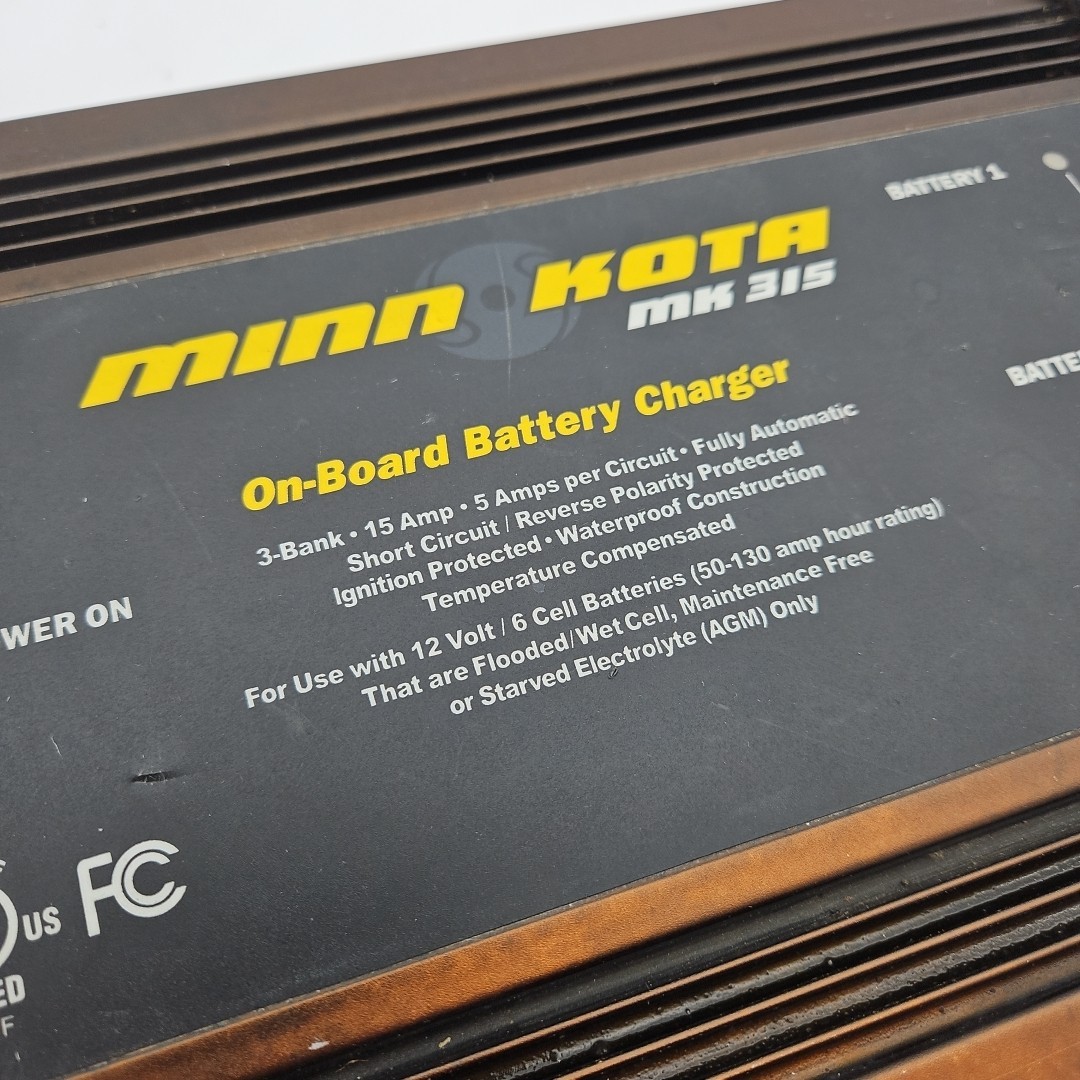 BATTERY 1
MINN KOTA
MK 315
On-Board Battery Charger
3-Bank • 15 Amp • 5 Amps per Circuit • Fully Automatic
Short Circuit / Reverse Polarity Protected
Ignition Protected • Waterproof Construction
Temperature Compensated
For Use with 12 Volt / 6 Cell Batteries (50-130 amp hour rating)
That are Flooded/Wet Cell, Maintenance Free
or Starved Electrolyte (AGM) Only
ON
US
FC